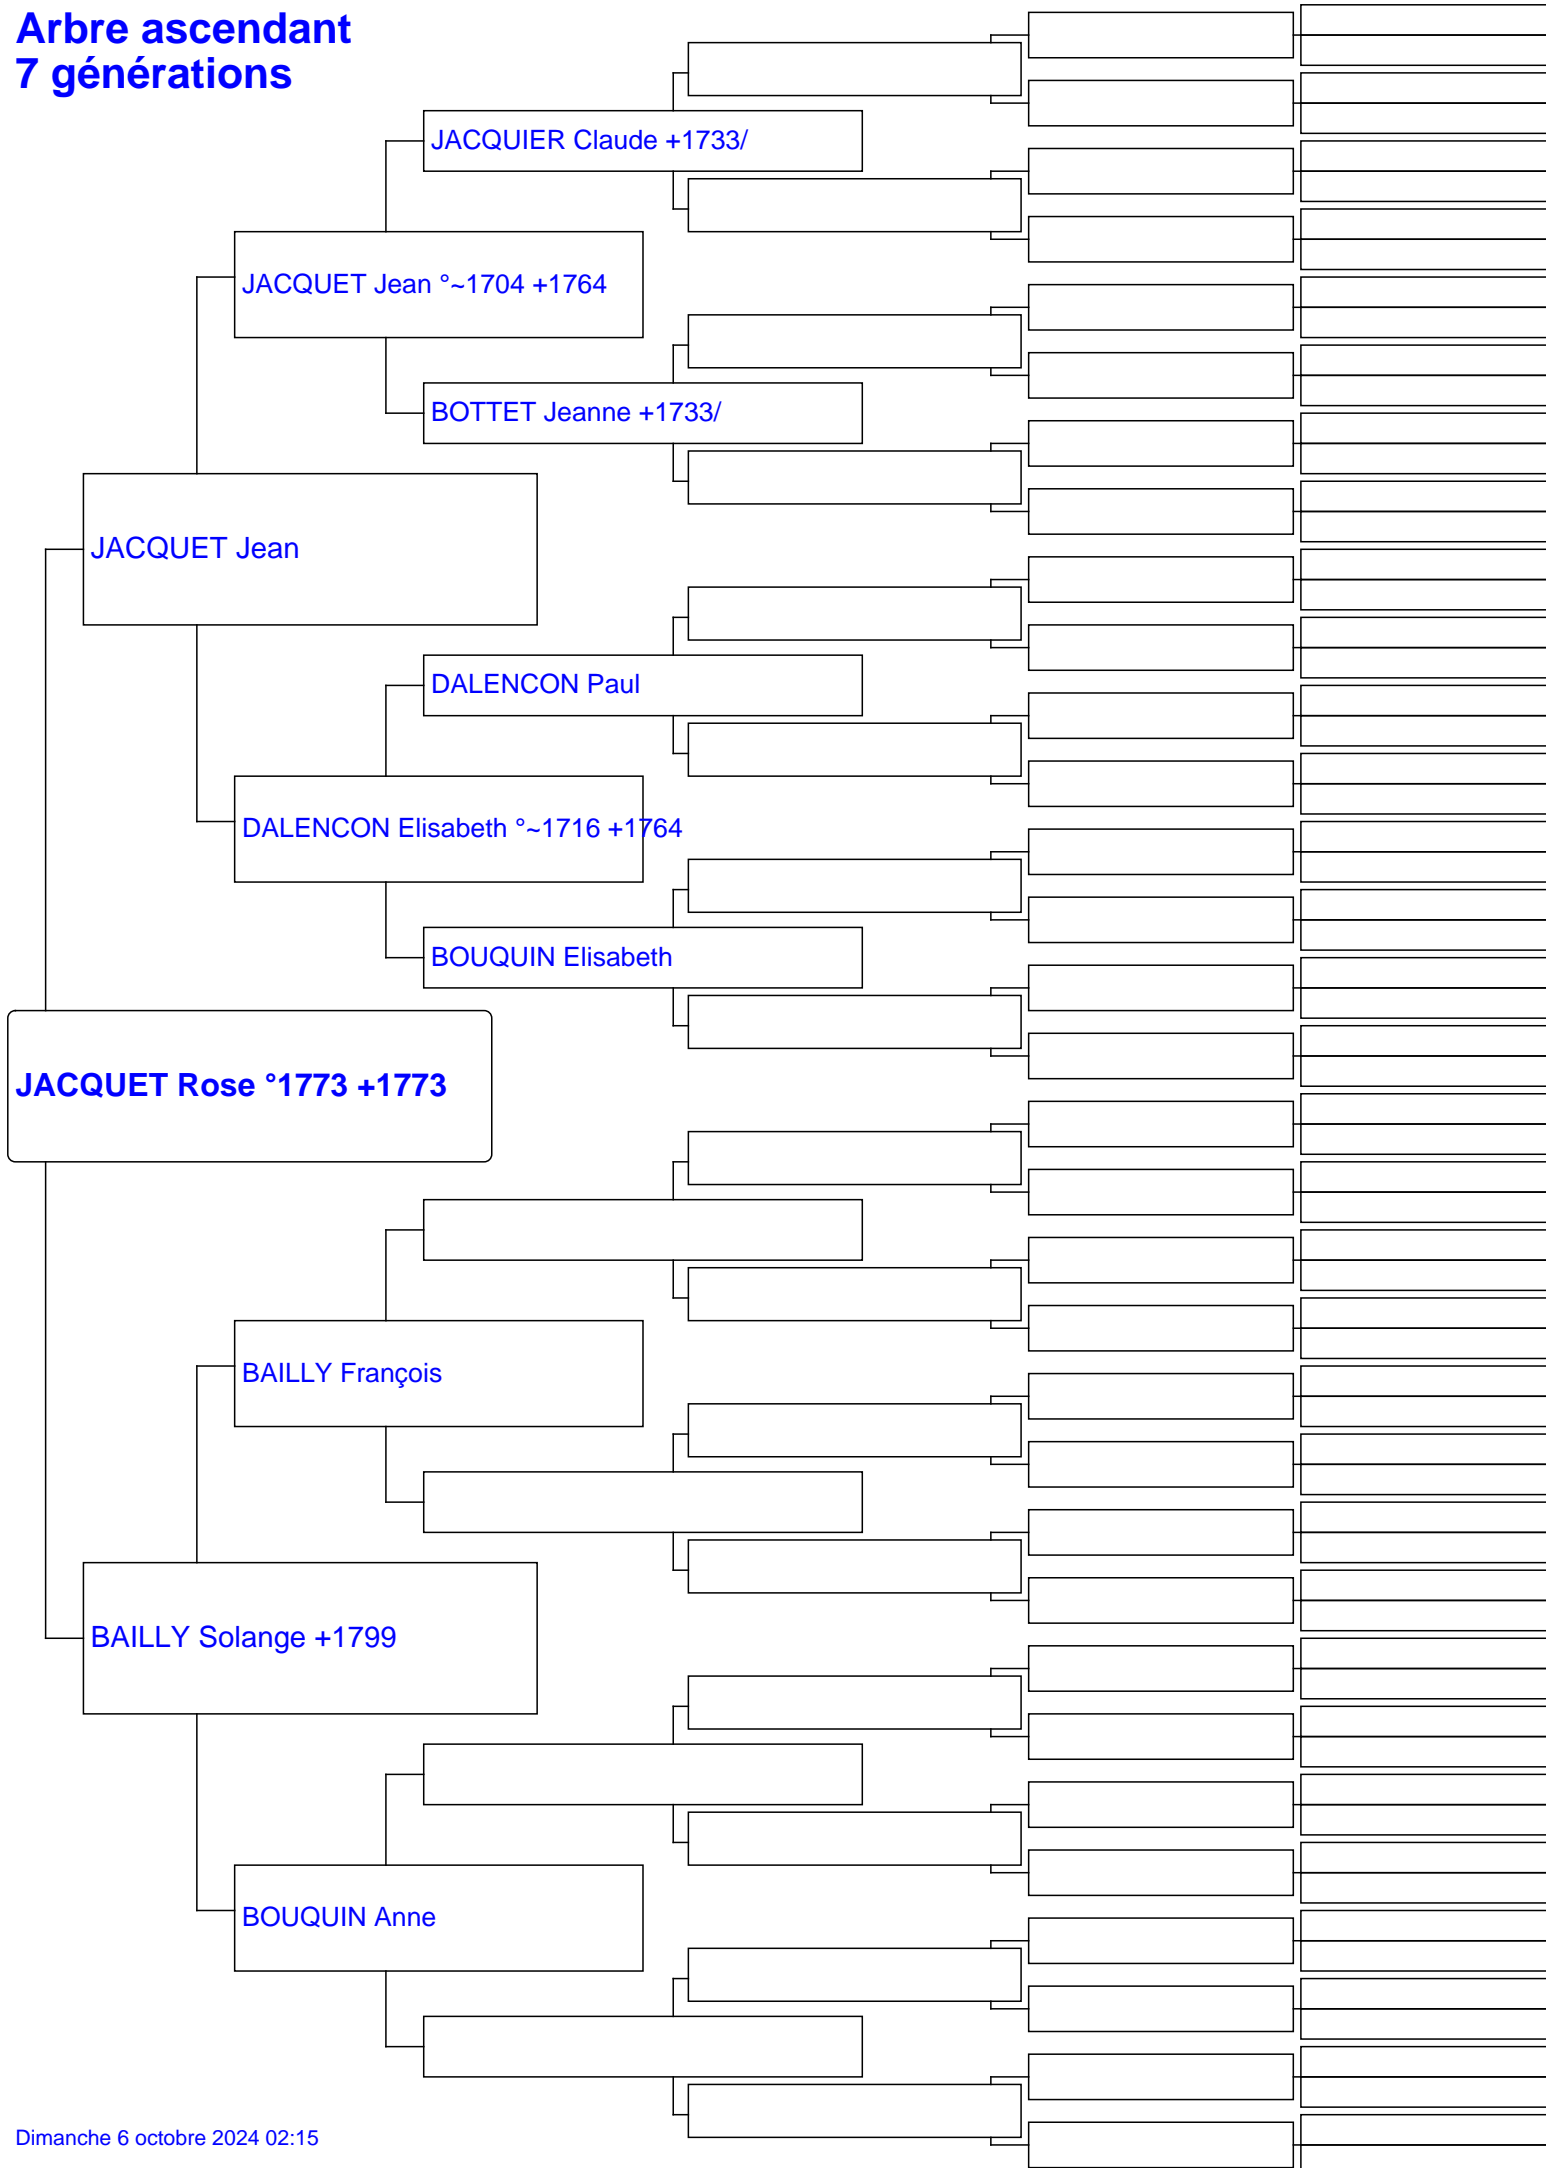 Arbre ascendant
7 générations
JACQUIER Claude +1733/
JACQUET Jean °~1704 +1764
BOTTET Jeanne +1733/
JACQUET Jean
DALENCON Paul
DALENCON Elisabeth °~1716 +1764
BOUQUIN Elisabeth
JACQUET Rose °1773 +1773
BAILLY François
BAILLY Solange +1799
BOUQUIN Anne
Dimanche 6 octobre 2024 02:15